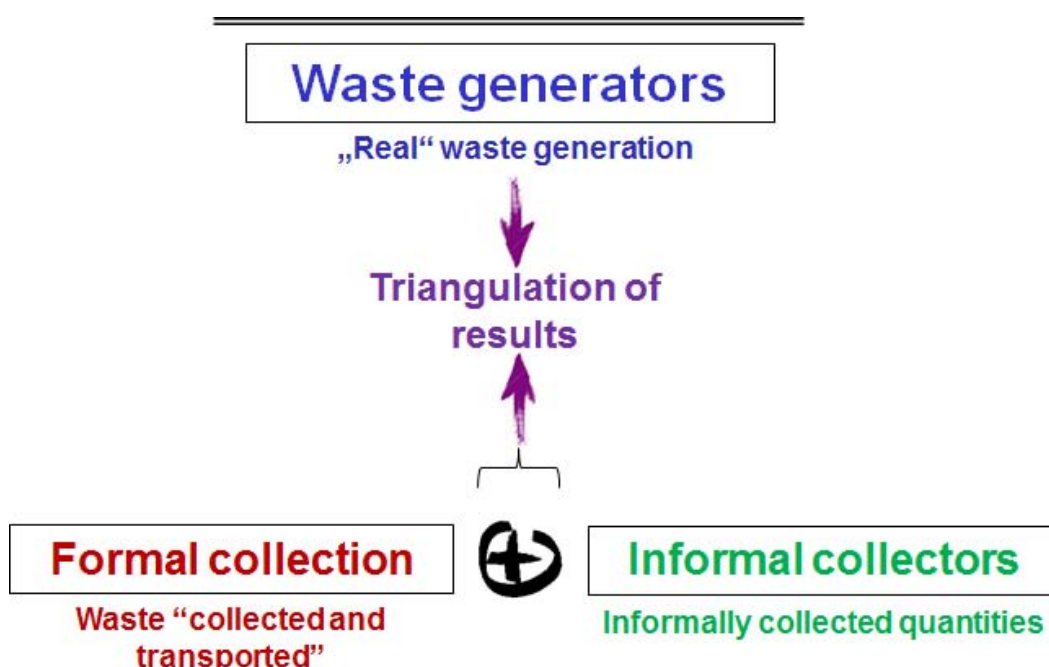 Waste generators
„Real“ waste generation
Triangulation of
results
Formal collection
Informal collectors
Waste “collected and
transported”
Informally collected quantities